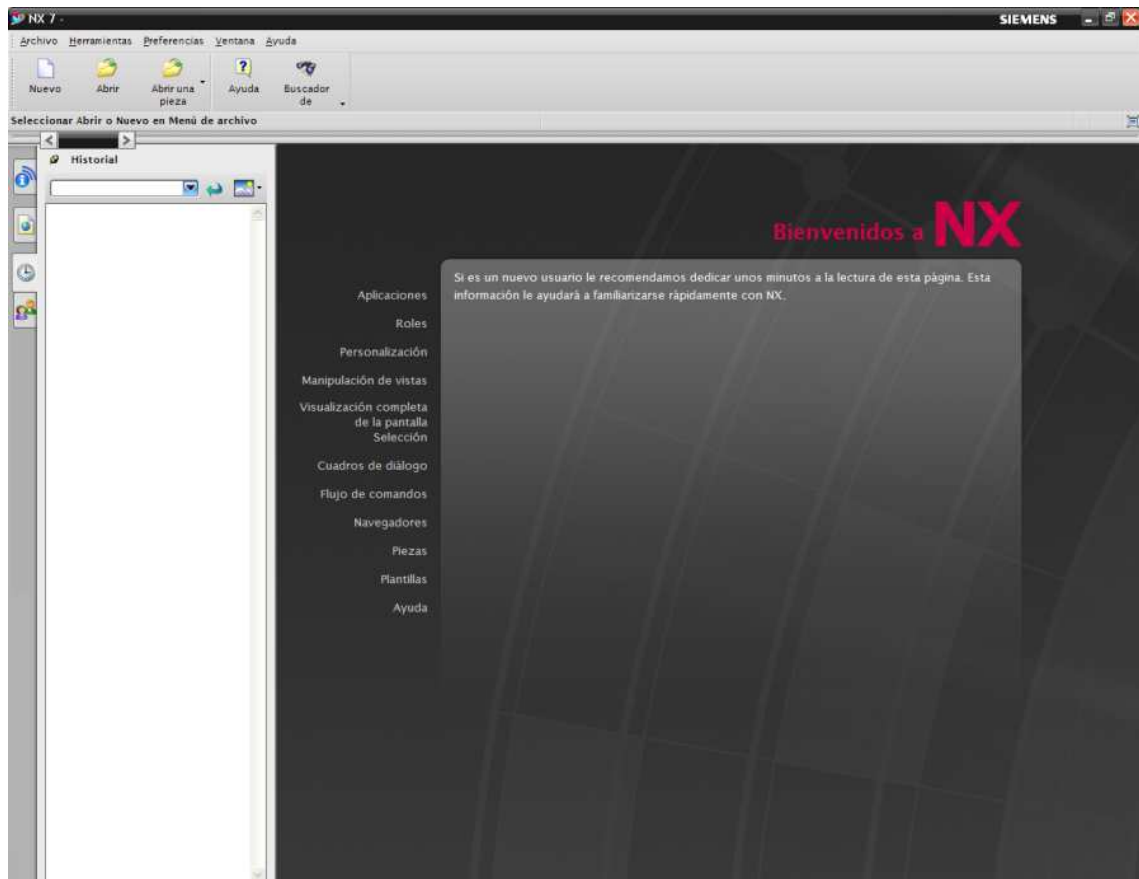 NX 7 -
SIEMENS
Archivo Herramientas Preferencias Ventana Ayuda
Nuevo
Abrir
Abrir una
pieza
Ayuda
Buscador
de
Seleccionar Abrir o Nuevo en Menú de archivo
Historial
Bienvenidos a NX
Si es un nuevo usuario le recomendamos dedicar unos minutos a la lectura de esta página. Esta
información le ayudará a familiarizarse rápidamente con NX.
Aplicaciones
Roles
Personalización
Manipulación de vistas
Visualización completa
de la pantalla
Selección
Cuadros de diálogo
Flujo de comandos
Navegadores
Piezas
Plantillas
Ayuda